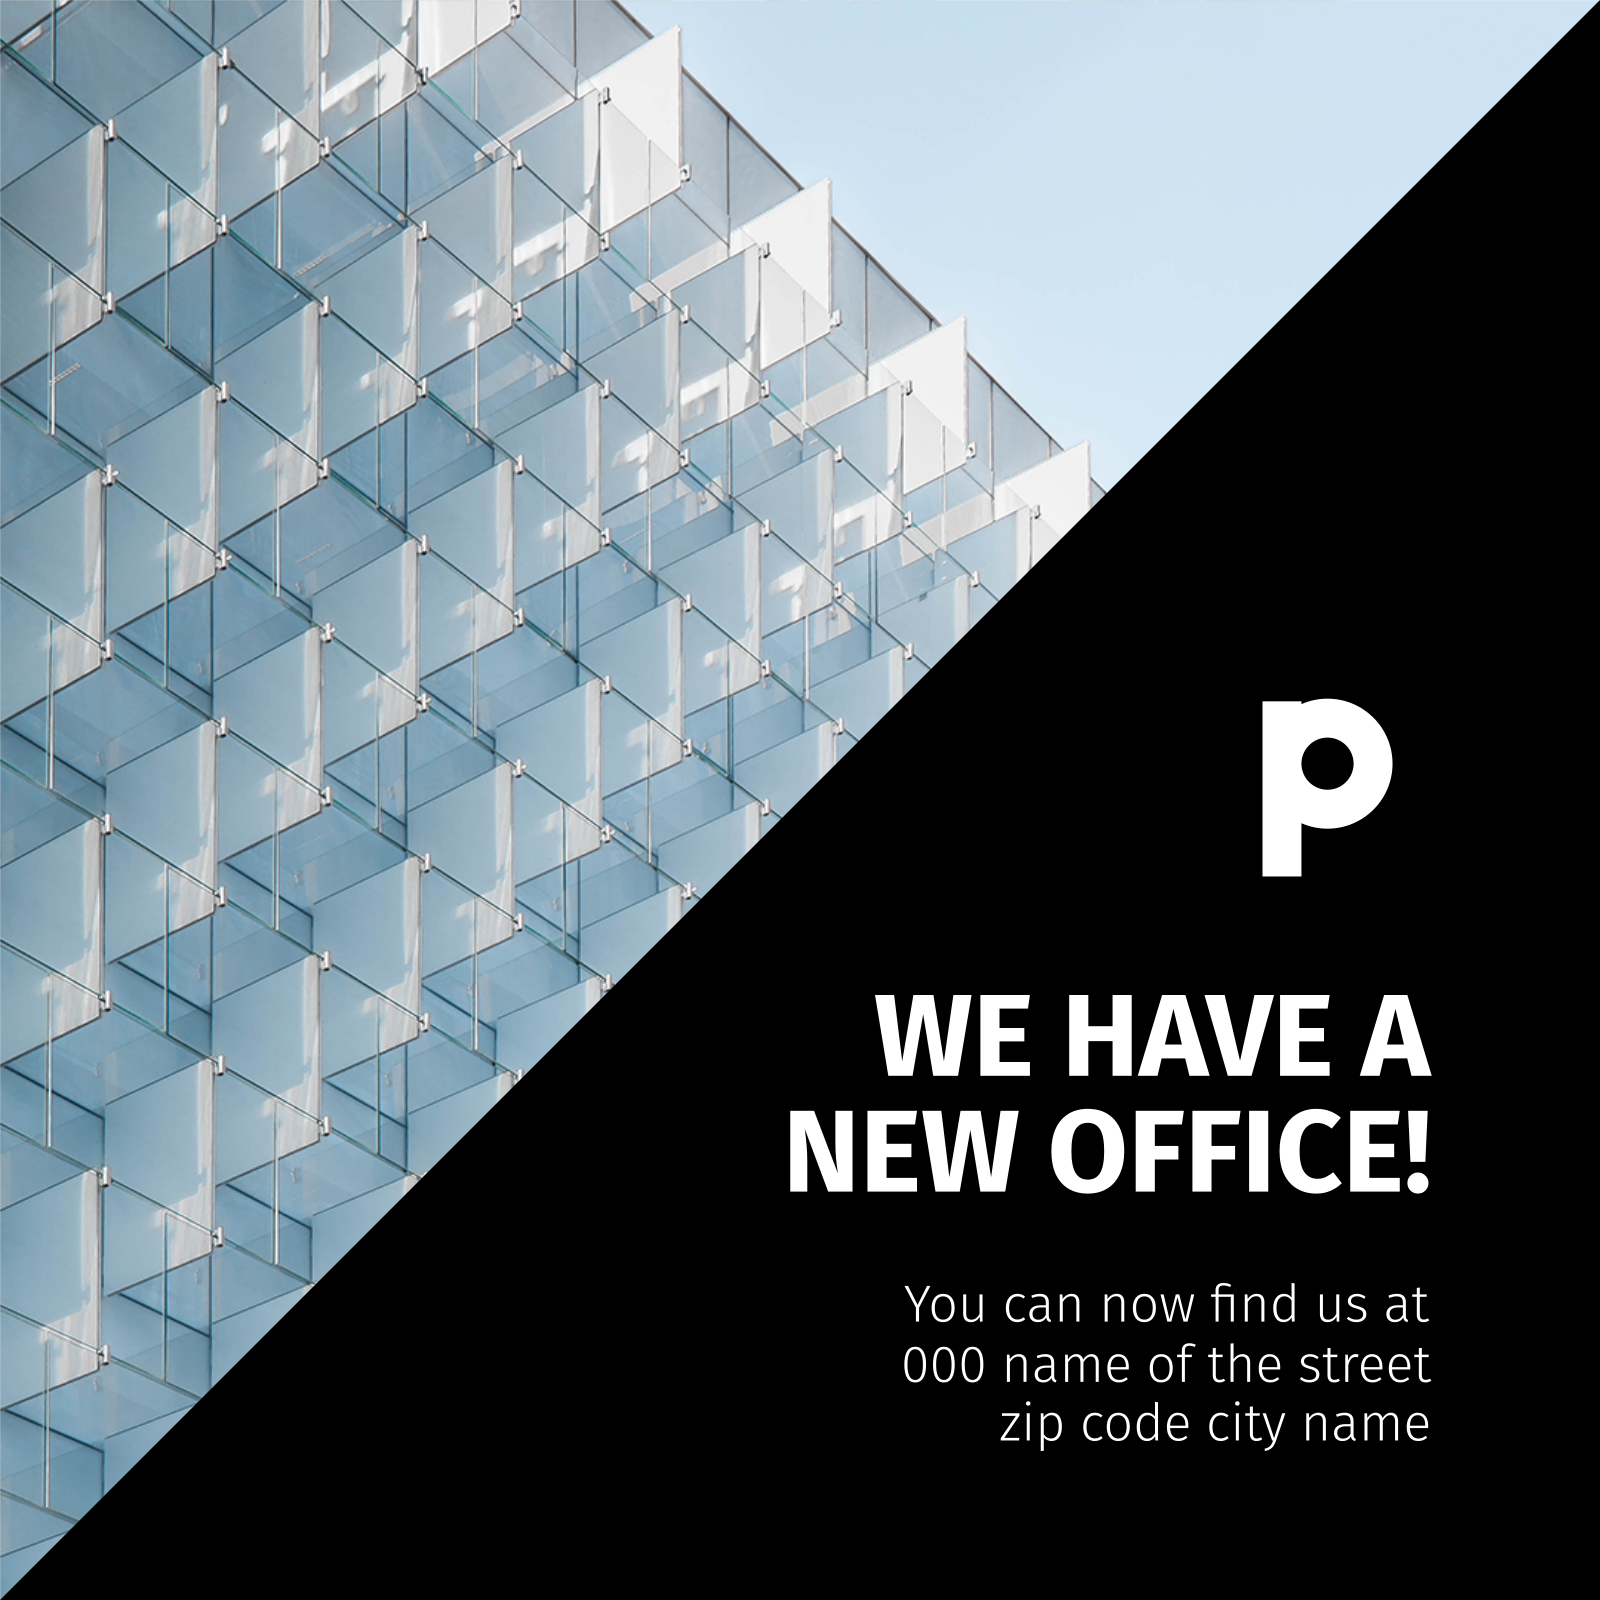 p
WE HAVE A
NEW OFFICE!
You can now find us at
000 name of the street
zip code city name